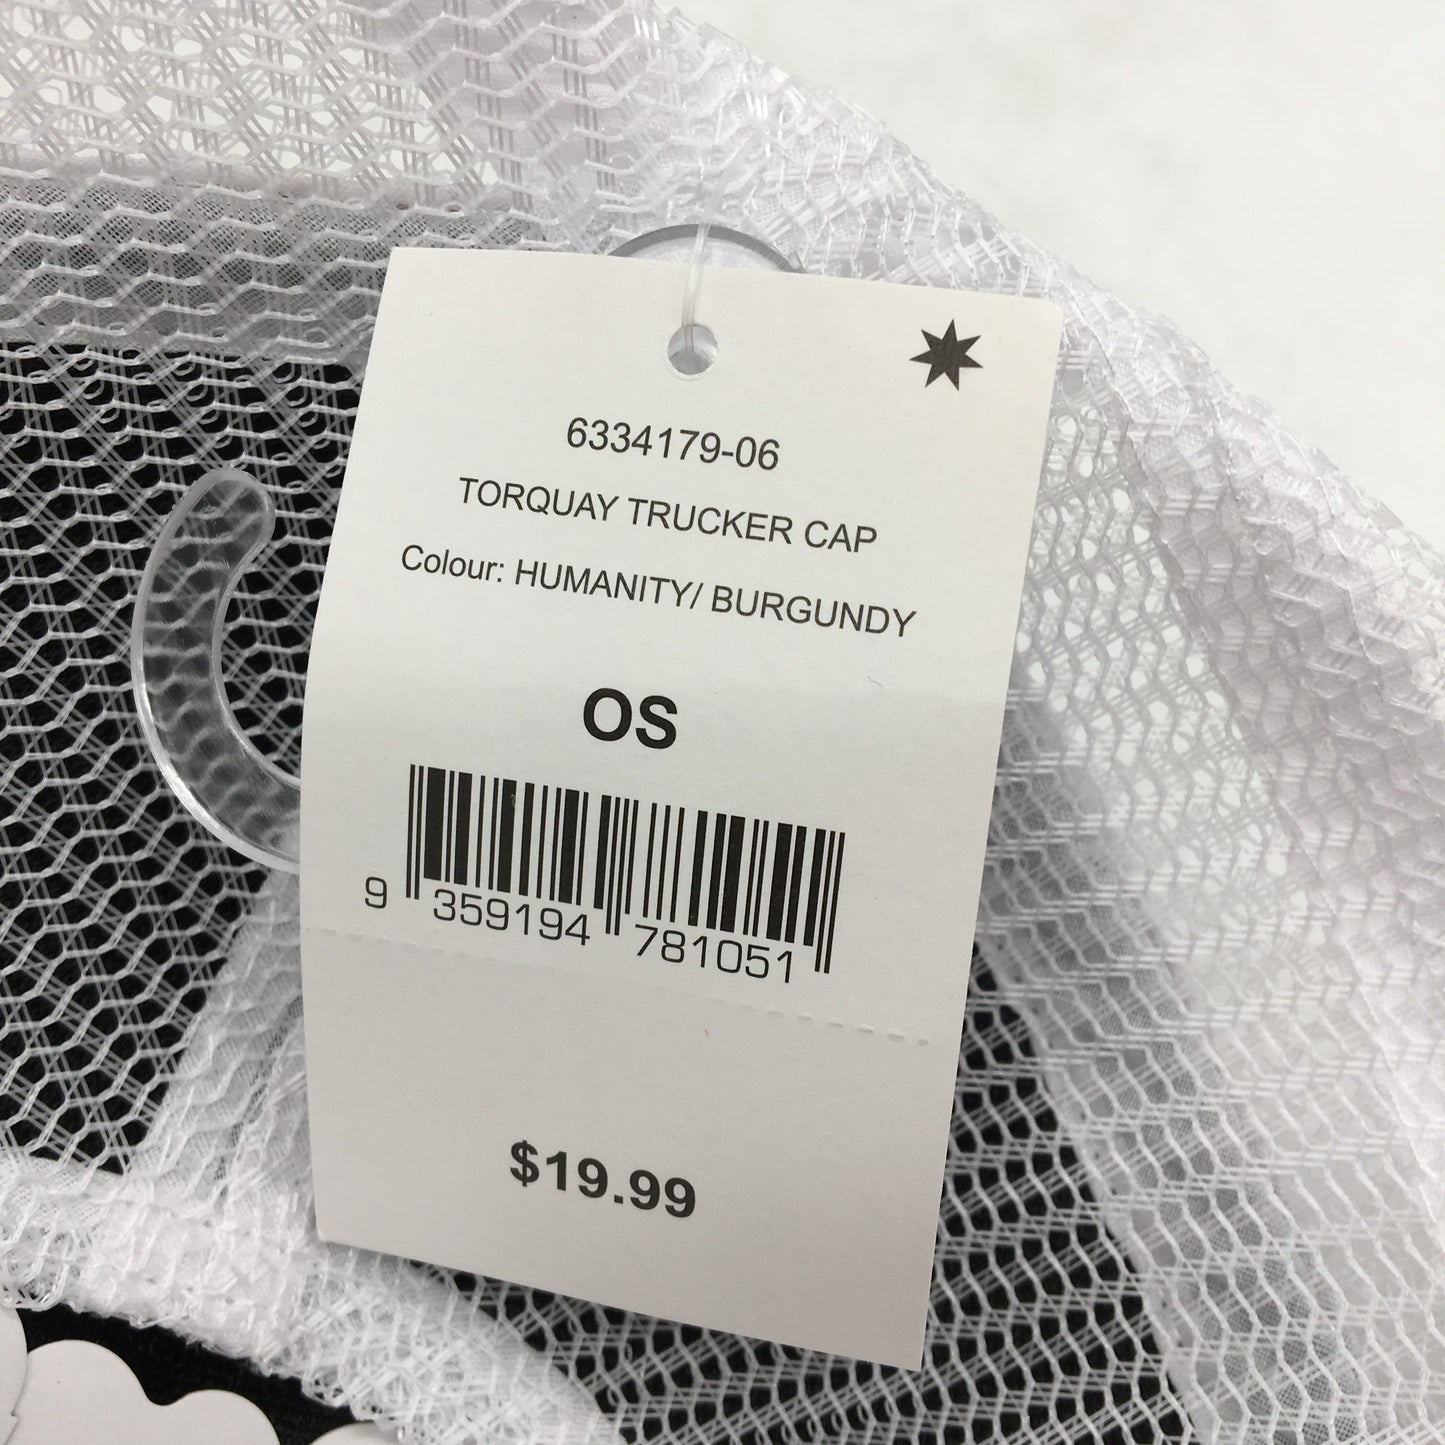 6334179-06
TORQUAY TRUCKER CAP
Colour: HUMANITY/ BURGUNDY
OS
9 359194 781051
$19.99